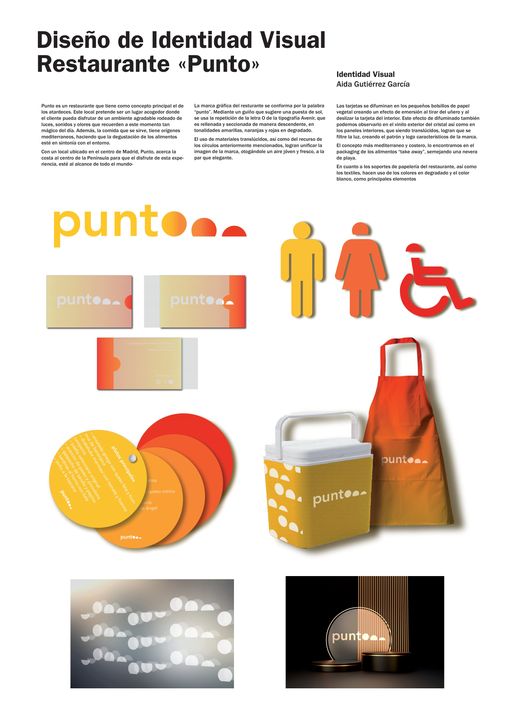 Diseño de Identidad Visual
Restaurante «Punto»
Identidad Visual
Aida Gutiérrez García
Punto es un restaurante que tiene como concepto principal el de
los atardeceres. Este local pretende ser un lugar acogedor donde
el cliente pueda disfrutar de un ambiente agradable rodeado de
luces, sonidos y olores que recuerden a este momento tan
mágico del día. Además, la comida que se sirve, tiene orígenes
mediterraneos, haciendo que la degustación de los alimentos
esté en sintonía con el entorno.
Con un local ubicado en el centro de Madrid, Punto, acerca la
costa al centro de la Península para que el disfrute de esta expe-
riencia, esté al alcance de todo el mundo
La marca gráfica del resturante se conforma por la palabra
"punto". Mediante un guiño que sugiere una puesta de sol,
se usa la repetición de la letra O de la tipografía Avenir, que
es rellenada y seccionada de manera descendente, en
tonalidades amarillas, naranjas y rojas en degradado.
El uso de materiales translúcidos, así como del recurso de
los círculos anteriormente mencionados, logran unificar la
imagen de la marca, otogándole un aire jóven y fresco, a la
par que elegante.
Las tarjetas se difuminan en los pequeños bolsillos de papel
vegetal creando un efecto de emersión al tirar del uñero y al
deslizar la tarjeta del interior. Este efecto de difuminado también
podemos observarlo en el vinilo exterior del cristal así como en
los paneles interiores, que siendo translúcidos, logran que se
filtre la luz, creando el patrón y logo característicos de la marca.
El concepto más mediterraneo y costero, lo encontramos en el
packaging de los alimentos "take away", semejando una nevera
de playa.
En cuanto a los soportes de papelería del restaurante, así como
los textiles, hacen uso de los colores en degradado y el color
blanco, como principales elementos
punto
punto
punto
punto
punto
punto
punto
punto